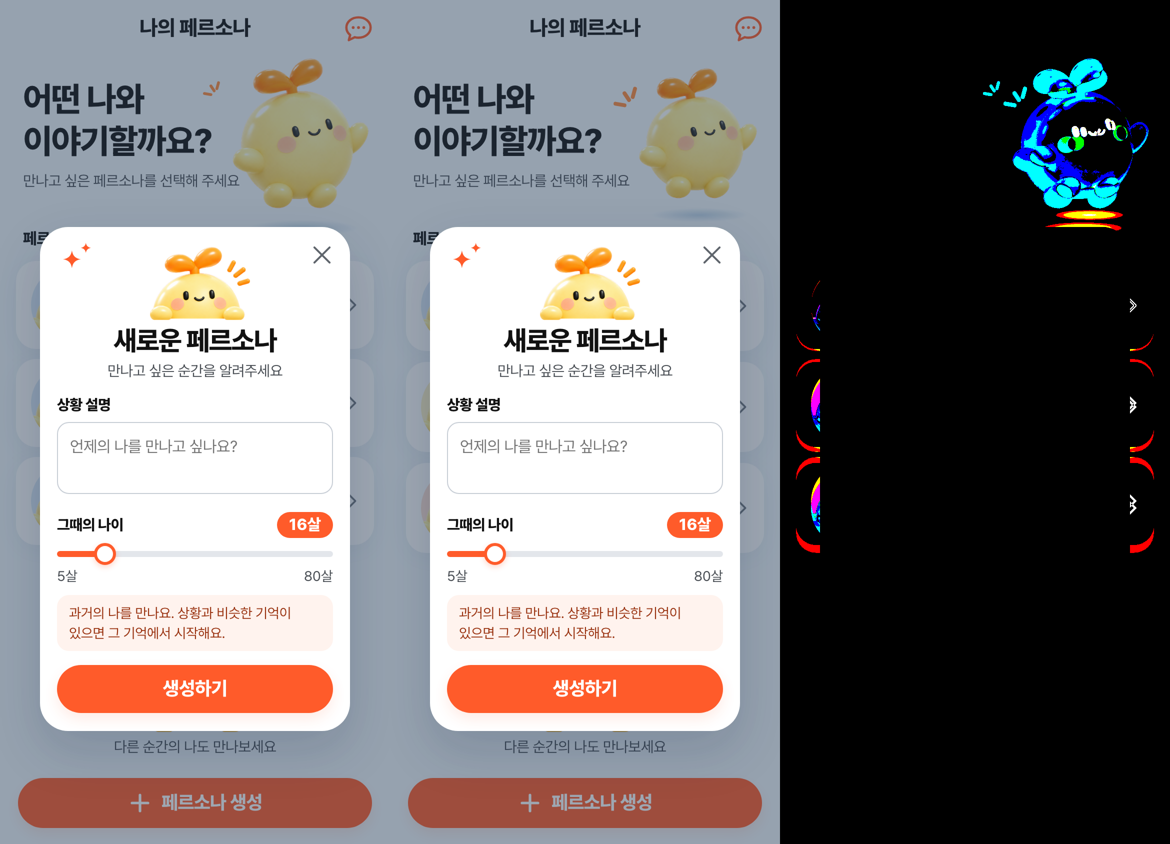 나의 페르소나
어떤 나와
이야기할까요?
만나고 싶은 페르소나를 선택해 주세요
페르
새로운 페르소나
만나고 싶은 순간을 알려주세요
상황 설명
언제의 나를 만나고 싶나요?
그때의 나이
16살
5살
80살
과거의 나를 만나요. 상황과 비슷한 기억이
있으면 그 기억에서 시작해요.
생성하기
다른 순간의 나도 만나보세요
페르소나 생성
나의 페르소나
어떤 나와
이야기할까요?
만나고 싶은 페르소나를 선택해 주세요
페르
새로운 페르소나
만나고 싶은 순간을 알려주세요
상황 설명
언제의 나를 만나고 싶나요?
그때의 나이
16살
5살
80살
과거의 나를 만나요. 상황과 비슷한 기억이
있으면 그 기억에서 시작해요.
생성하기
다른 순간의 나도 만나보세요
페르소나 생성